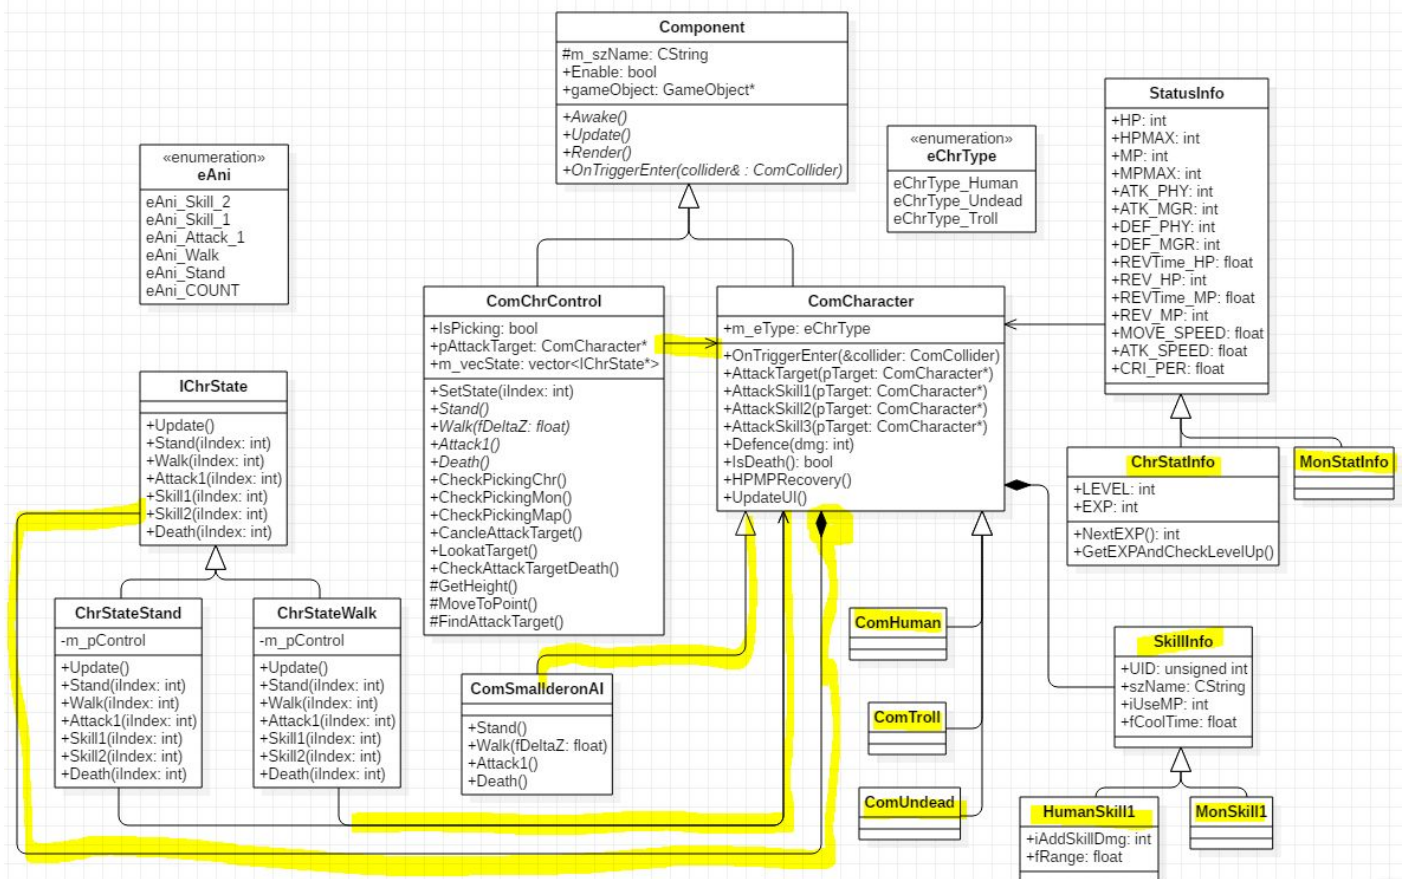 Component
#m_szName: CString
+Enable: bool
+gameObject: GameObject*
+Awake()
+Update()
+Render()
+OnTriggerEnter(collider& : ComCollider)
«enumeration»
eAni
eAni_Skill_2
eAni_Skill_1
eAni_Attack_1
eAni_Walk
eAni_Stand
eAni_COUNT
«enumeration»
eChrType
eChrType_Human
eChrType_Undead
eChrType_Troll
StatusInfo
+HP: int
+HPMAX: int
+MP: int
+MPMAX: int
+ATK_PHY: int
+ATK_MGR: int
+DEF_PHY: int
+DEF_MGR: int
+REVTime_HP: float
+REV_HP: int
+REVTime_MP: float
+REV_MP: int
+MOVE_SPEED: float
+ATK_SPEED: float
+CRI_PER: float
ComChrControl
+IsPicking: bool
+pAttackTarget: ComCharacter*
+m_vecState: vector<IChrState*>
+SetState(iIndex: int)
+Stand()
+Walk(fDeltaZ: float)
+Attack1()
+Death()
+CheckPickingChr()
+CheckPickingMon()
+CheckPickingMap()
+CancleAttackTarget()
+LookatTarget()
+CheckAttackTargetDeath()
#GetHeight()
#MoveToPoint()
#FindAttackTarget()
ComCharacter
+m_eType: eChrType
+OnTriggerEnter(&collider: ComCollider)
+AttackTarget(pTarget: ComCharacter*)
+AttackSkill1(pTarget: ComCharacter*)
+AttackSkill2(pTarget: ComCharacter*)
+AttackSkill3(pTarget: ComCharacter*)
+Defence(dmg: int)
+IsDeath(): bool
+HPMPRecovery()
+UpdateUI()
IChrState
+Update()
+Stand(iIndex: int)
+Walk(iIndex: int)
+Attack1(iIndex: int)
+Skill1(iIndex: int)
+Skill2(iIndex: int)
+Death(iIndex: int)
ChrStatInfo
+LEVEL: int
+EXP: int
+NextEXP(): int
+GetEXPAndCheckLevelUp()
MonStatInfo
ChrStateStand
-m_pControl
+Update()
+Stand(iIndex: int)
+Walk(iIndex: int)
+Attack1(iIndex: int)
+Skill1(iIndex: int)
+Skill2(iIndex: int)
+Death(iIndex: int)
ChrStateWalk
-m_pControl
+Update()
+Stand(iIndex: int)
+Walk(iIndex: int)
+Attack1(iIndex: int)
+Skill1(iIndex: int)
+Skill2(iIndex: int)
+Death(iIndex: int)
ComSmallderonAI
+Stand()
+Walk(fDeltaZ: float)
+Attack1()
+Death()
ComHuman
ComTroll
ComUndead
SkillInfo
+UID: unsigned int
+szName: CString
+iUseMP: int
+fCoolTime: float
HumanSkill1
+iAddSkillDmg: int
+fRange: float
MonSkill1